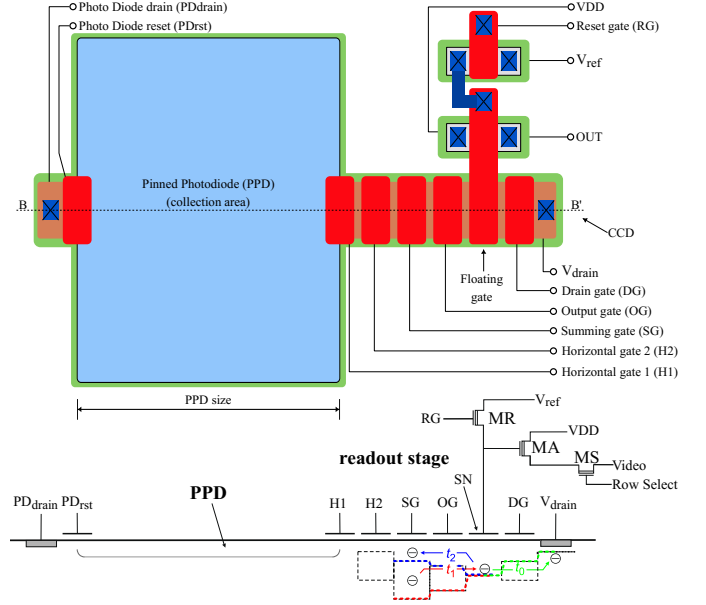 Photo Diode drain (PDdrain)
Photo Diode reset (PDrst)
VDD
Reset gate (RG)
Vref
OUT
Pinned Photodiode (PPD)
(collection area)
B
B'
CCD
Floating
gate
Vdrain
Drain gate (DG)
Output gate (OG)
Summing gate (SG)
Horizontal gate 2 (H2)
Horizontal gate 1 (H1)
PPD size
Vref
RG
MR
VDD
MA
MS
Video
Row Select
readout stage
SN
PPD
PDdrain
PDrst
H1
H2
SG
OG
DG
Vdrain
t2
t1
t0